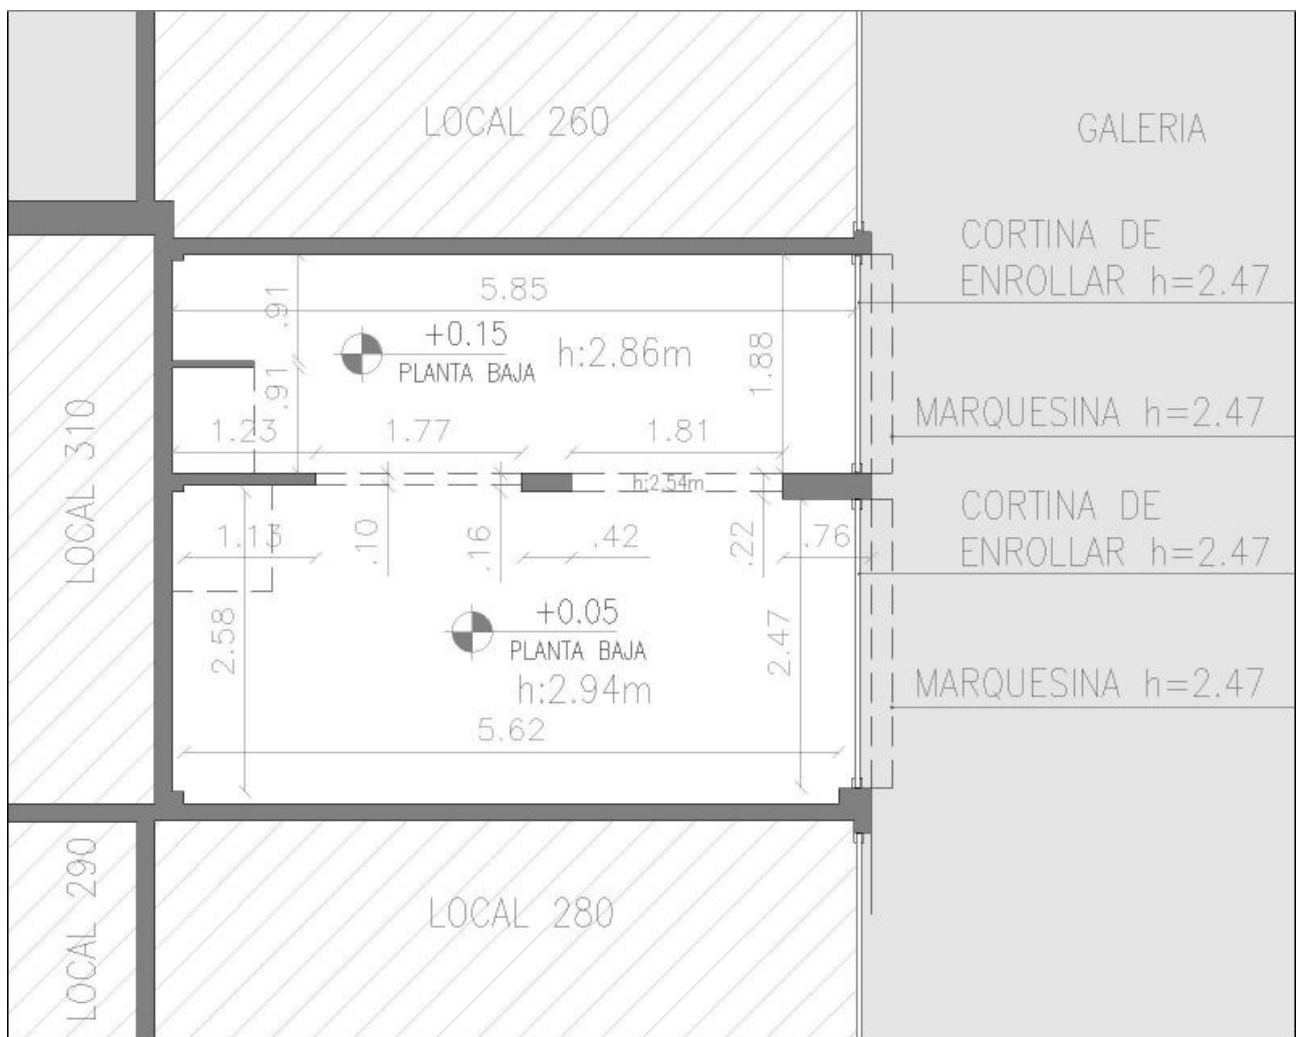 LOCAL 260
GALERIA
CORTINA DE
ENROLLAR h=2.47
5.85
.91
+0.15
PLANTA BAJA
h:2.86m
1.88
.91
MARQUESINA h=2.47
1.23
1.77
1.81
h:2.54m
LOCAL 310
CORTINA DE
ENROLLAR h=2.47
1.13
.10
.16
.42
.22
.76
+0.05
PLANTA BAJA
h:2.94m
2.58
2.47
MARQUESINA h=2.47
5.62
LOCAL 290
LOCAL 280